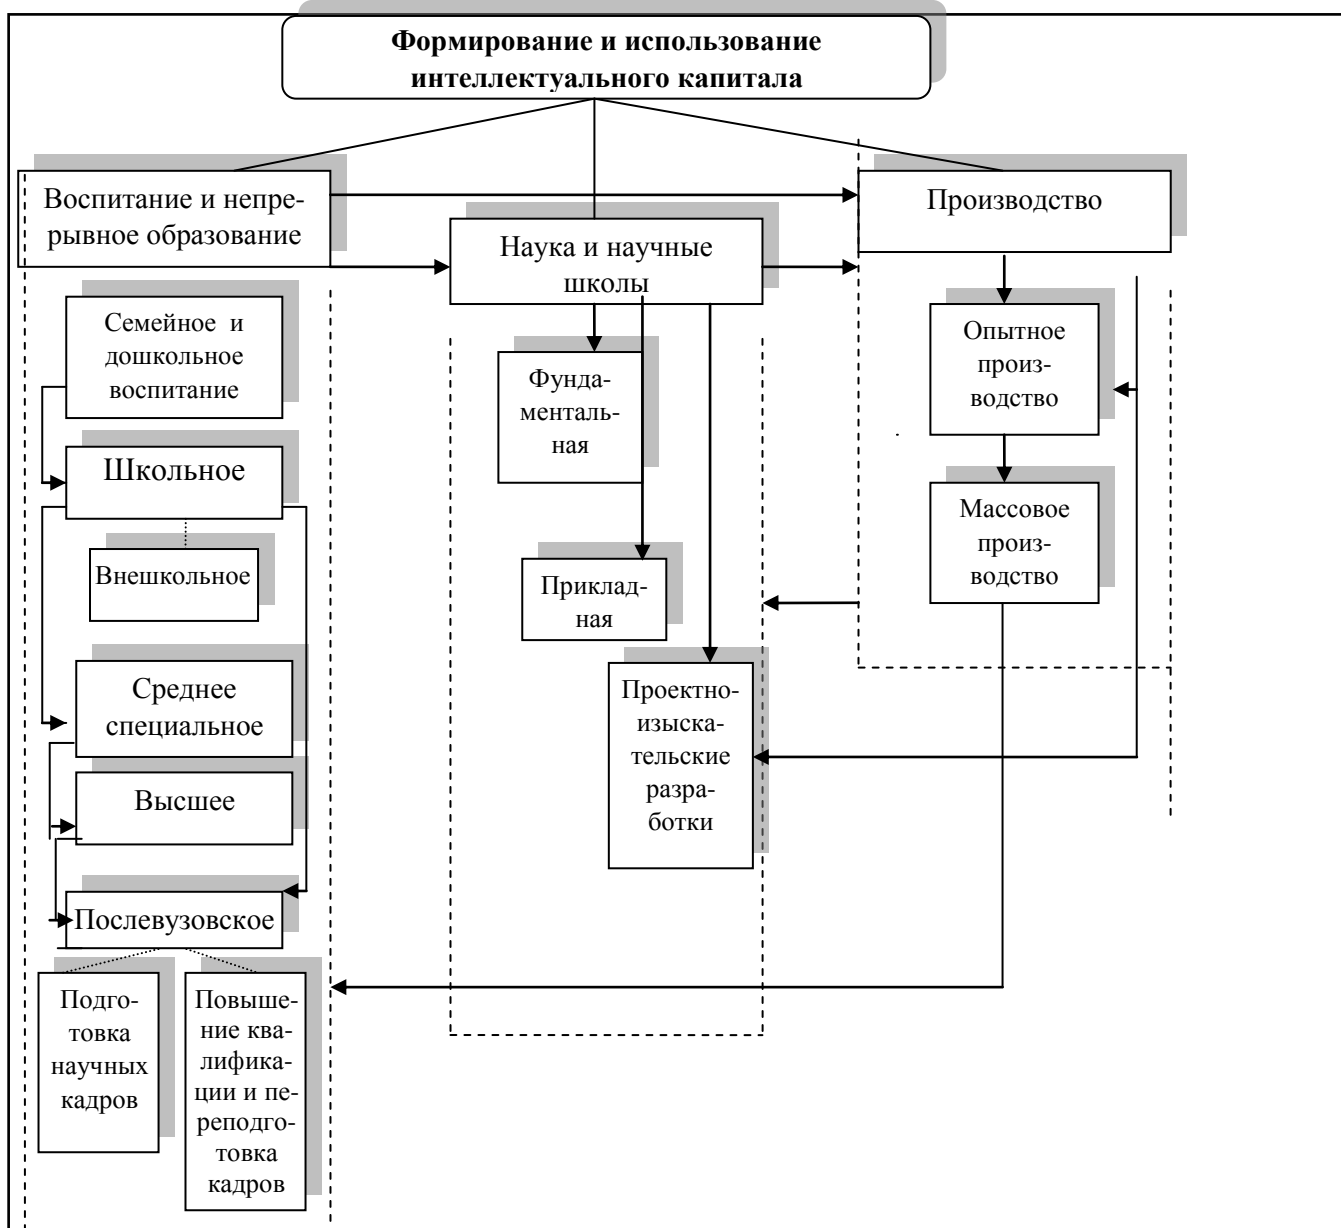 Формирование и использование
интеллектуального капитала
Воспитание и непре-
рывное образование
Семейное и
дошкольное
воспитание
Школьное
Внешкольное
Среднее
специальное
Высшее
Послевузовское
Подго-
товка
научных
кадров
Повыше-
ние ква-
лифика-
ции и пе-
реподго-
товка
кадров
Наука и научные
школы
Фунда-
менталь-
ная
Приклад-
ная
Проектно-
изыска-
тельские
разра-
ботки
Производство
Опытное
произ-
водство
Массовое
произ-
водство